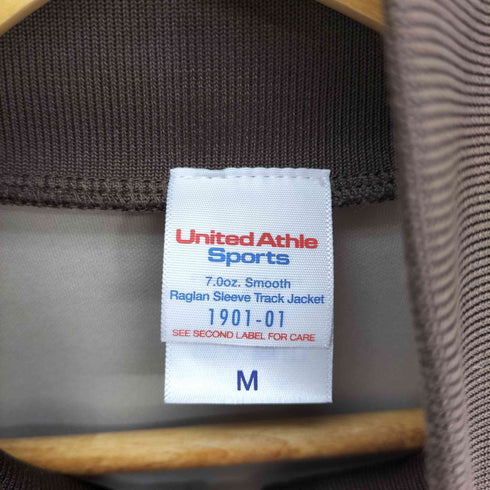 United Athle
Sports
7.0oz. Smooth
Raglan Sleeve Track Jacket
1901-01
SEE SECOND LABEL FOR CARE
M